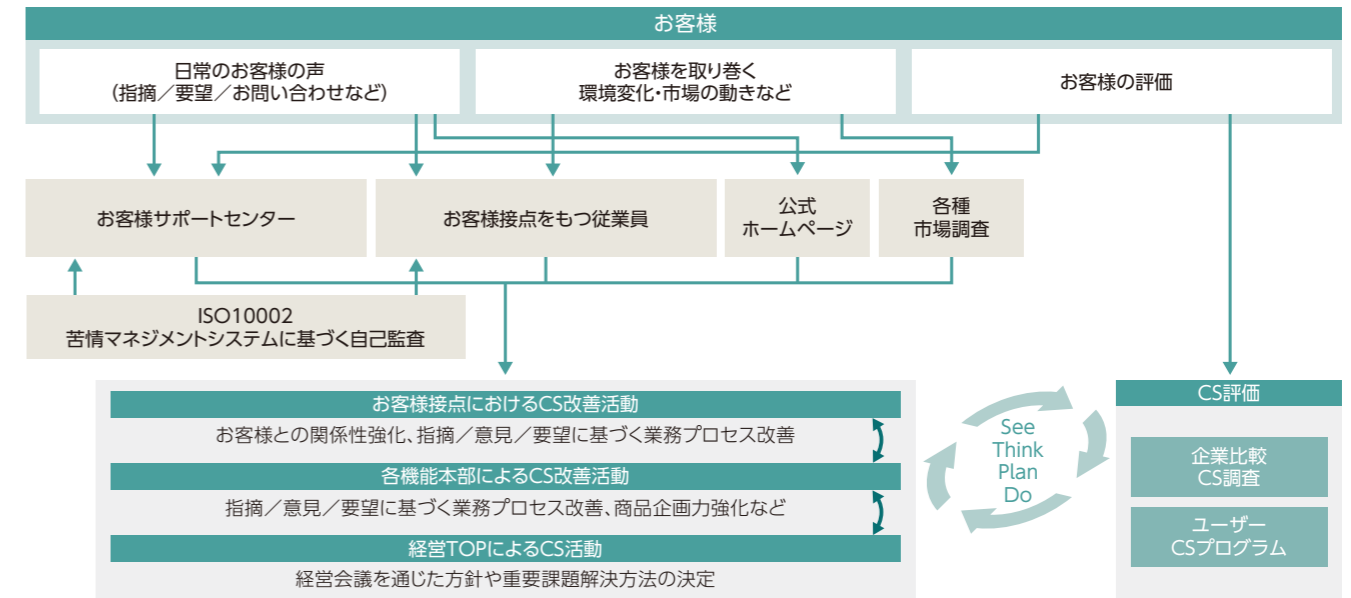 お客様
日常のお客様の声
（指摘／要望／お問い合わせなど）
お客様を取り巻く
環境変化・市場の動きなど
お客様の評価
お客様サポートセンター
お客様接点をもつ従業員
公式
ホームページ
各種
市場調査
ISO10002
苦情マネジメントシステムに基づく自己監査
お客様接点におけるCS改善活動
お客様との関係性強化、指摘／意見／要望に基づく業務プロセス改善
各機能本部によるCS改善活動
指摘／意見／要望に基づく業務プロセス改善、商品企画力強化など
経営TOPによるCS活動
経営会議を通じた方針や重要課題解決方法の決定
See
Think
Plan
Do
CS評価
企業比較
CS調査
ユーザー
CSプログラム